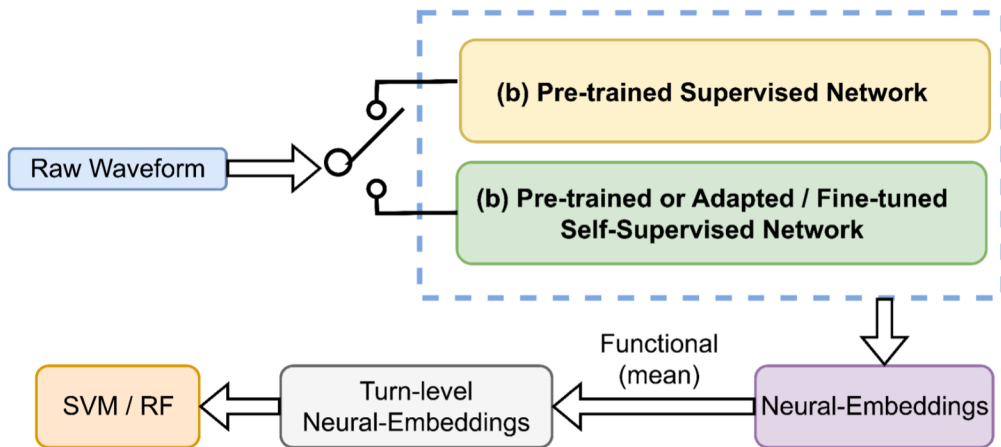 (b) Pre-trained Supervised Network
Raw Waveform
(b) Pre-trained or Adapted / Fine-tuned
Self-Supervised Network
Functional
(mean)
SVM / RF
Turn-level
Neural-Embeddings
Neural-Embeddings